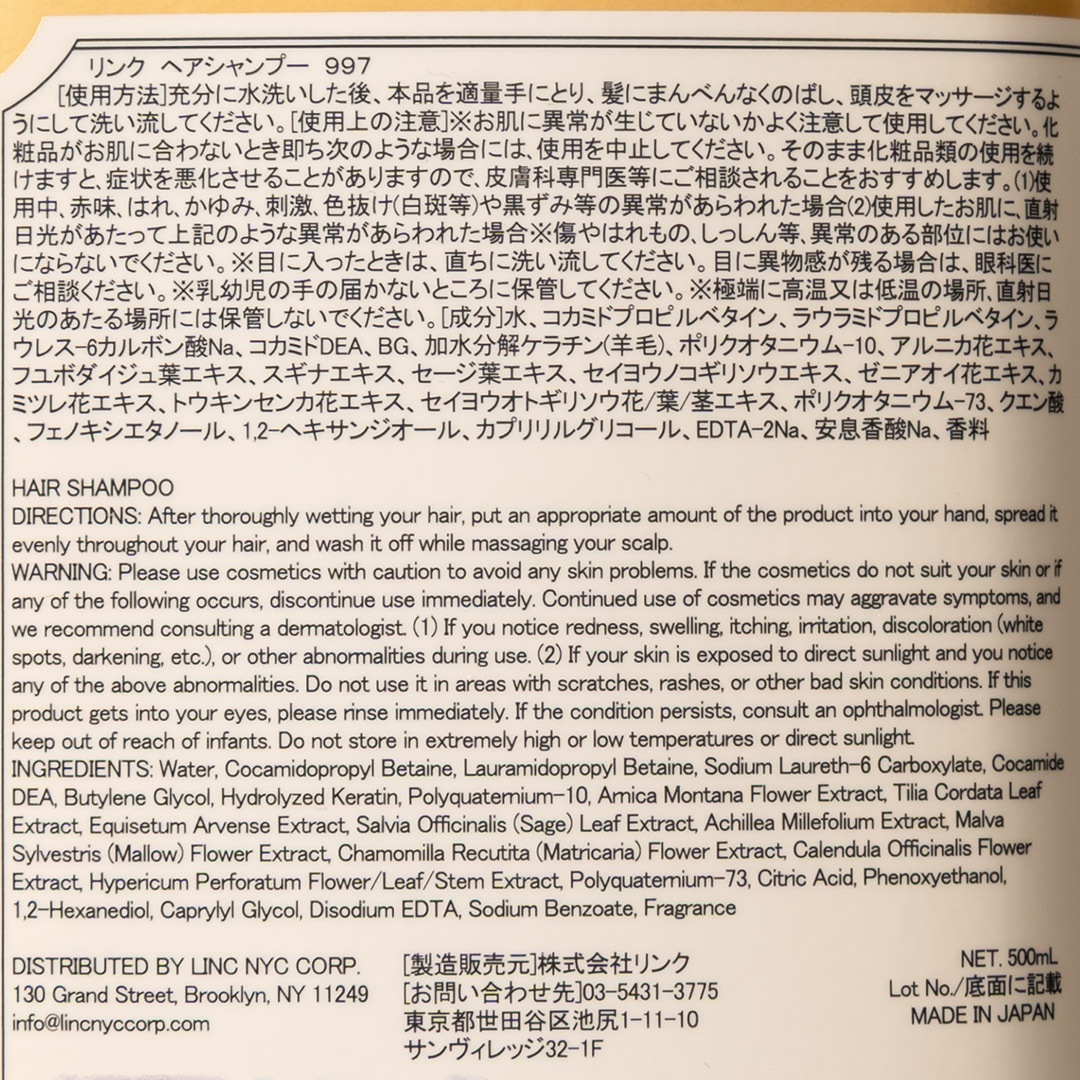 リンク ヘアシャンプー 997
[使用方法]充分に水洗いした後、本品を適量手にとり、髪にまんべんなくのばし、頭皮をマッサージするよ
うにして洗い流してください。[使用上の注意]※お肌に異常が生じていないかよく注意して使用してください。化
粧品がお肌に合わないとき即ち次のような場合には、使用を中止してください。そのまま化粧品類の使用を続
けますと、症状を悪化させることがありますので、皮膚科専門医等にご相談されることをおすすめします。(1)使
用中、赤味、はれ、かゆみ、刺激、色抜け(白斑等)や黒ずみ等の異常があらわれた場合(2)使用したお肌に、直射
日光があたって上記のような異常があらわれた場合※傷やはれもの、しっしん等、異常のある部位にはお使い
にならないでください。※目に入ったときは、直ちに洗い流してください。目に異物感が残る場合は、眼科医に
ご相談ください。※乳幼児の手の届かないところに保管してください。※極端に高温又は低温の場所、直射日
光のあたる場所には保管しないでください。[成分]水、コカミドプロピルベタイン、ラウラミドプロピルベタイン、ラ
ウレス-6カルボン酸Na、コカミドDEA、BG、加水分解ケラチン(羊毛)、ポリクオタニウム-10、アルニカ花エキス、
フユボダイジュ葉エキス、スギナエキス、セージ葉エキス、セイヨウノコギリソウエキス、ゼニアオイ花エキス、カ
ミツレ花エキス、トウキンセンカ花エキス、セイヨウオトギリソウ花/葉/茎エキス、ポリクオタニウム-73、クエン酸
、フェノキシエタノール、1,2-ヘキサンジオール、カプリリルグリコール、EDTA-2Na、安息香酸Na、香料
HAIR SHAMPOO
DIRECTIONS: After thoroughly wetting your hair, put an appropriate amount of the product into your hand, spread it
evenly throughout your hair, and wash it off while massaging your scalp.
WARNING: Please use cosmetics with caution to avoid any skin problems. If the cosmetics do not suit your skin or if
any of the following occurs, discontinue use immediately. Continued use of cosmetics may aggravate symptoms, and
we recommend consulting a dermatologist. (1) If you notice redness, swelling, itching, irritation, discoloration (white
spots, darkening, etc.), or other abnormalities during use. (2) If your skin is exposed to direct sunlight and you notice
any of the above abnormalities. Do not use it in areas with scratches, rashes, or other bad skin conditions. If this
product gets into your eyes, please rinse immediately. If the condition persists, consult an ophthalmologist. Please
keep out of reach of infants. Do not store in extremely high or low temperatures or direct sunlight.
INGREDIENTS: Water, Cocamidopropyl Betaine, Lauramidopropyl Betaine, Sodium Laureth-6 Carboxylate, Cocamide
DEA, Butylene Glycol, Hydrolyzed Keratin, Polyquaternium-10, Arnica Montana Flower Extract, Tilia Cordata Leaf
Extract, Equisetum Arvense Extract, Salvia Officinalis (Sage) Leaf Extract, Achillea Millefolium Extract, Malva
Sylvestris (Mallow) Flower Extract, Chamomilla Recutita (Matricaria) Flower Extract, Calendula Officinalis Flower
Extract, Hypericum Perforatum Flower/Leaf/Stem Extract, Polyquaternium-73, Citric Acid, Phenoxyethanol,
1,2-Hexanediol, Caprylyl Glycol, Disodium EDTA, Sodium Benzoate, Fragrance
DISTRIBUTED BY LINC NYC CORP.
130 Grand Street, Brooklyn, NY 11249
info@lincnyccorp.com
[製造販売元]株式会社リンク
[お問い合わせ先]03-5431-3775
東京都世田谷区池尻1-11-10
サンヴィレッジ32-1F
NET. 500mL
Lot No./底面に記載
MADE IN JAPAN